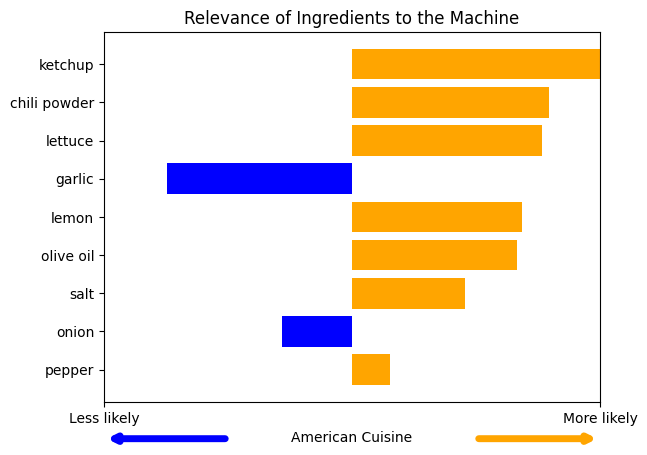 Relevance of Ingredients to the Machine
ketchup
chili powder
lettuce
garlic
lemon
olive oil
salt
onion
pepper
Less likely More likely
American Cuisine